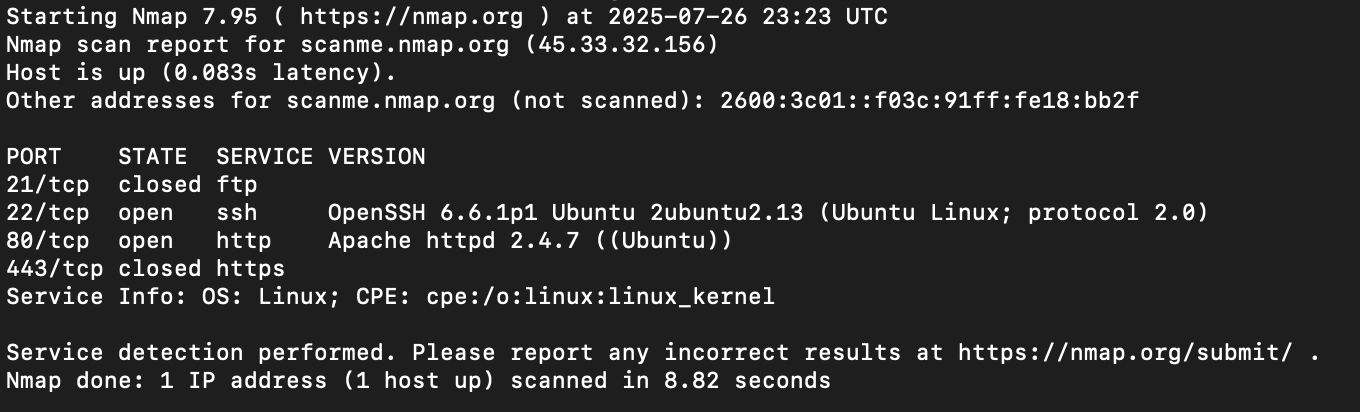 Starting Nmap 7.95 ( https://nmap.org ) at 2025-07-26 23:23 UTC
Nmap scan report for scanme.nmap.org (45.33.32.156)
Host is up (0.083s latency).
Other addresses for scanme.nmap.org (not scanned): 2600:3c01::f03c:91ff:fe18:bb2f

PORT    STATE  SERVICE VERSION
21/tcp  closed ftp
22/tcp  open   ssh     OpenSSH 6.6.1p1 Ubuntu 2ubuntu2.13 (Ubuntu Linux; protocol 2.0)
80/tcp  open   http    Apache httpd 2.4.7 ((Ubuntu))
443/tcp closed https
Service Info: OS: Linux; CPE: cpe:/o:linux:linux_kernel

Service detection performed. Please report any incorrect results at https://nmap.org/submit/ .
Nmap done: 1 IP address (1 host up) scanned in 8.82 seconds